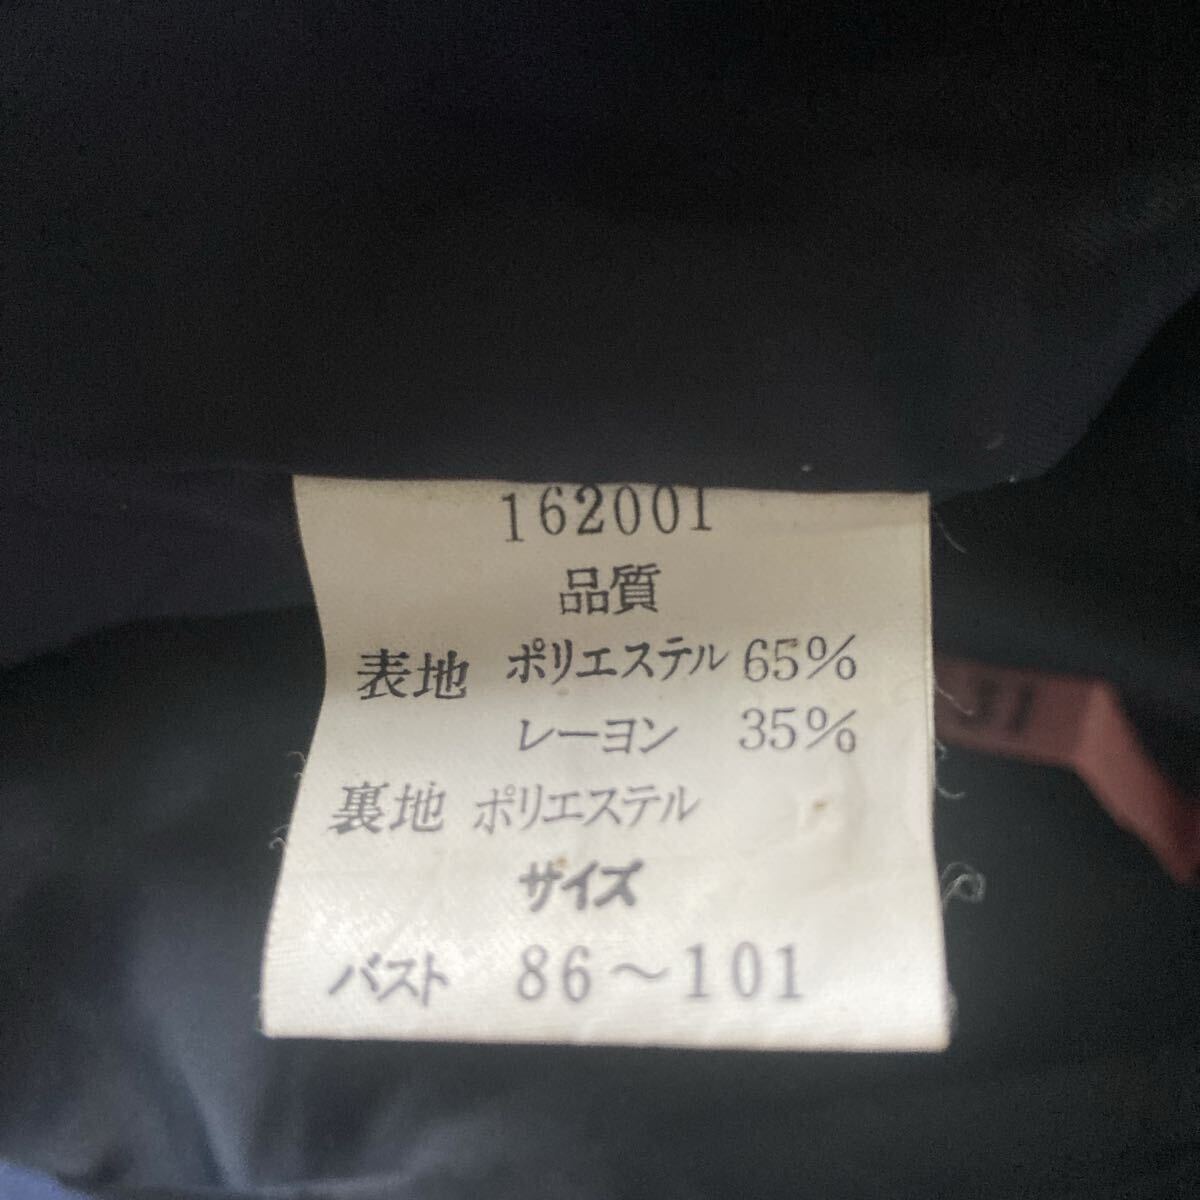 162001
品質
表地 ポリエステル 65%
レーヨン 35%
裏地 ポリエステル
サイズ
バスト 86~101